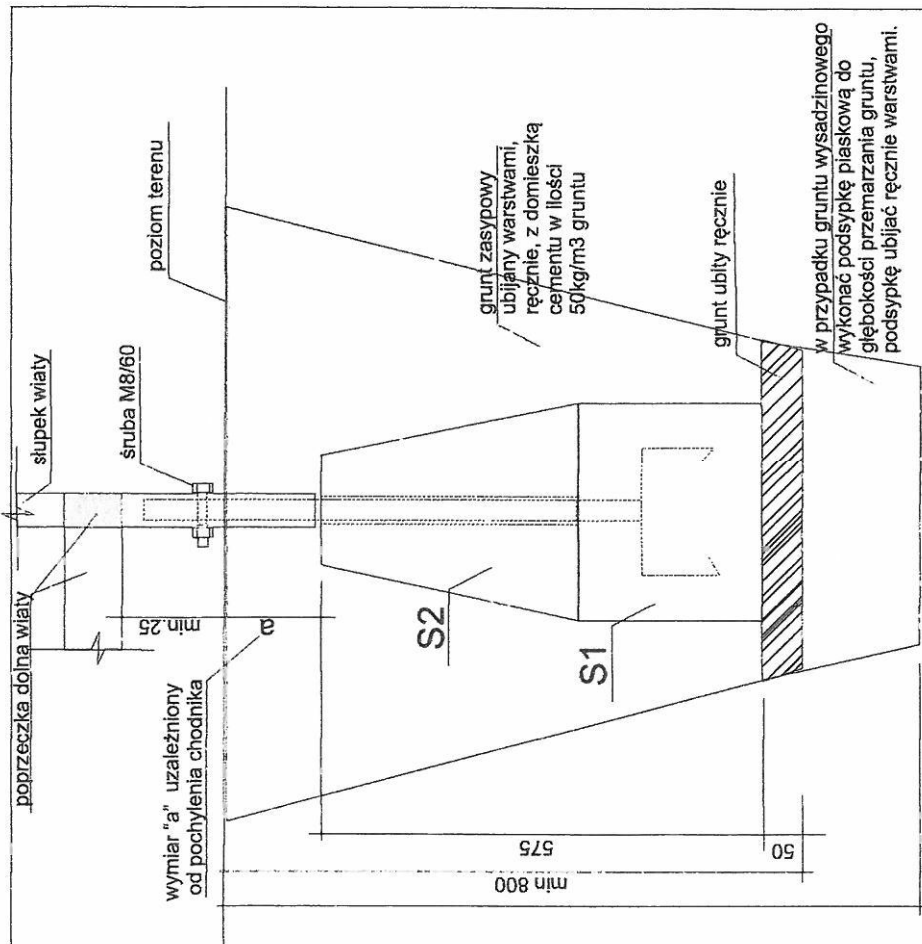 słupek wiaty
poprzeczka dolna wiaty
śruba M8/60
poziom terenu
min.25
a
wymiar "a" uzależniony
od pochylenia chodnika
S2
S1
grunt zasypowy
ubijany warstwami,
ręcznie, z domieszką
cementu w ilości
50kg/m3 gruntu
grunt ubity ręcznie
w przypadku gruntu wysadzinowego
wykonać podsypkę piaskową do
głębokości przemarzania gruntu,
podsypkę ubijać ręcznie warstwami.
575
50
min 800